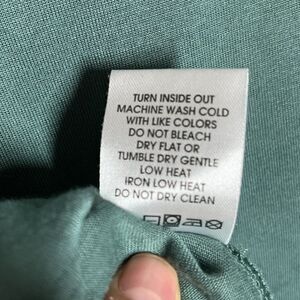 TURN INSIDE OUT
MACHINE WASH COLD
WITH LIKE COLORS
DO NOT BLEACH
DRY FLAT OR
TUMBLE DRY GENTLE
LOW HEAT
IRON LOW HEAT
DO NOT DRY CLEAN